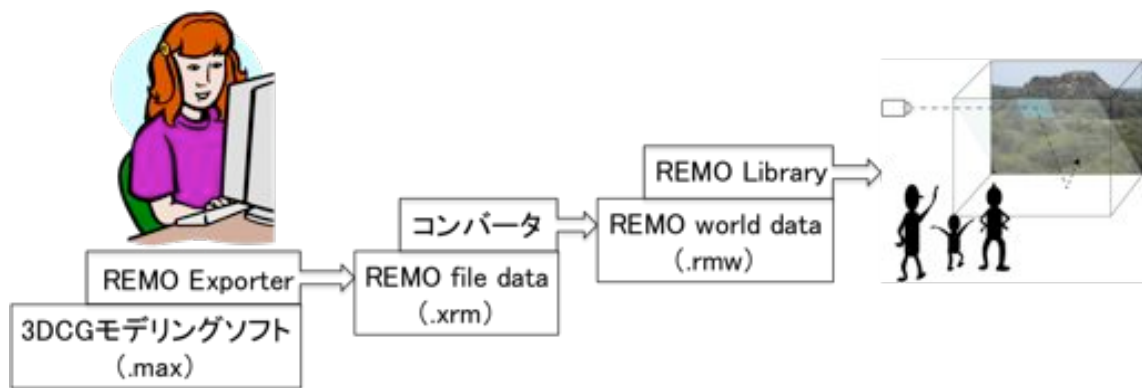 REMO Exporter
3DCGモデリングソフト
(.max)
コンバータ
REMO file data
(.xrm)
REMO Library
REMO world data
(.rmw)